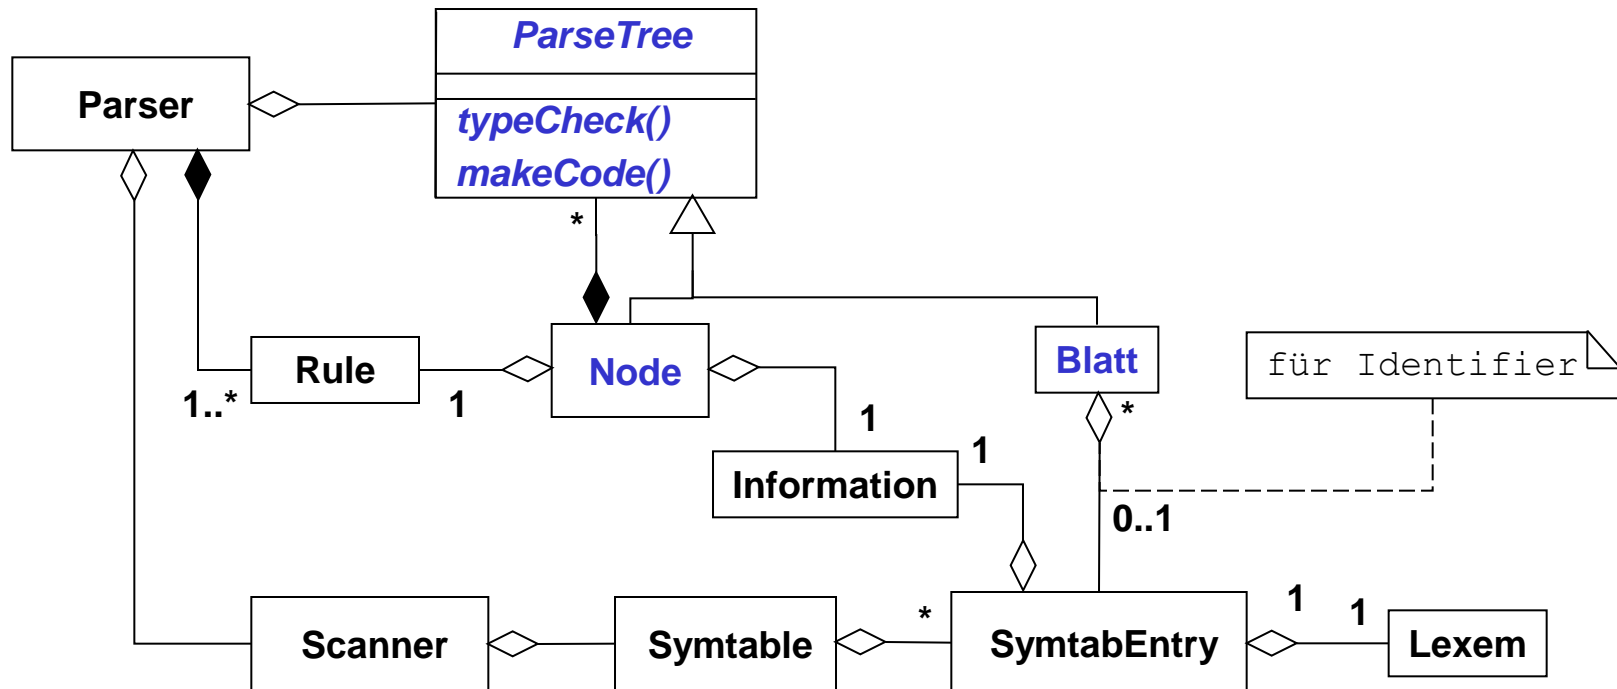 ParseTree
Parser
typeCheck()
makeCode()
*
Rule
Node
Blatt
für Identifier
1..*
1
*
1
1
Information
0..1
Scanner
Symtable
*
SymtabEntry
1
1
Lexem